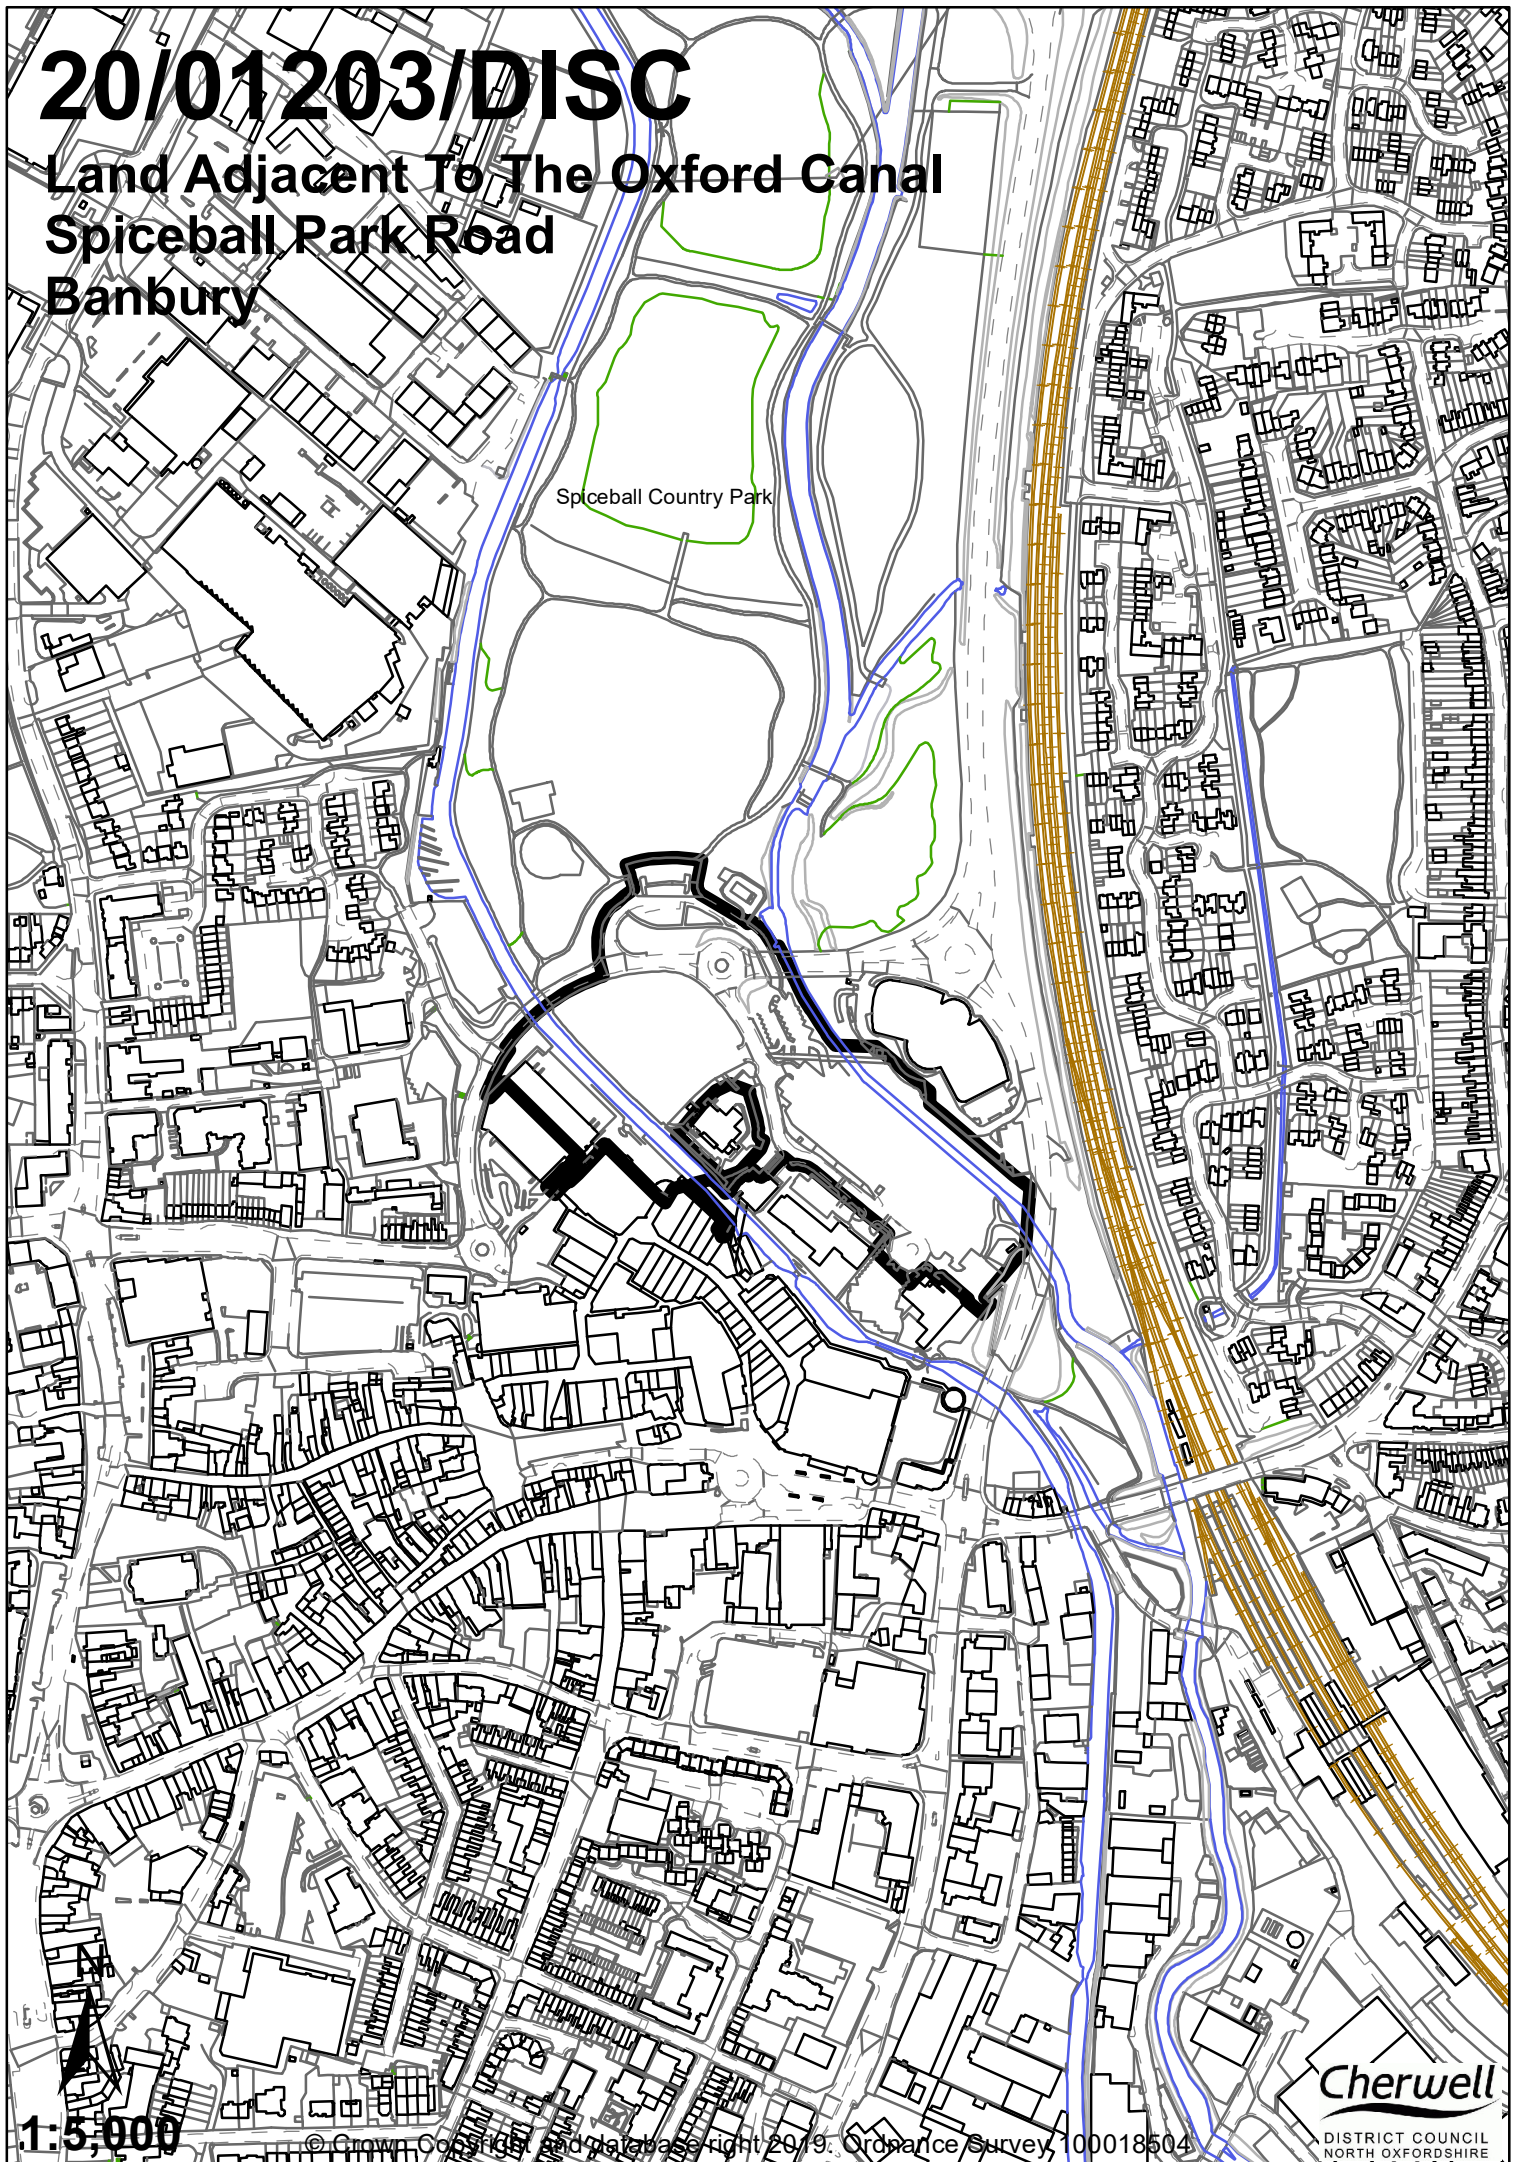 20/01203/DISC
Land Adjacent To The Oxford Canal
Spiceball Park Road
Banbury
Spiceball Country Park
N
1:5,000
© Crown Copyright and database right 2019. Ordnance Survey 100018504
Cherwell
DISTRICT COUNCIL
NORTH OXFORDSHIRE